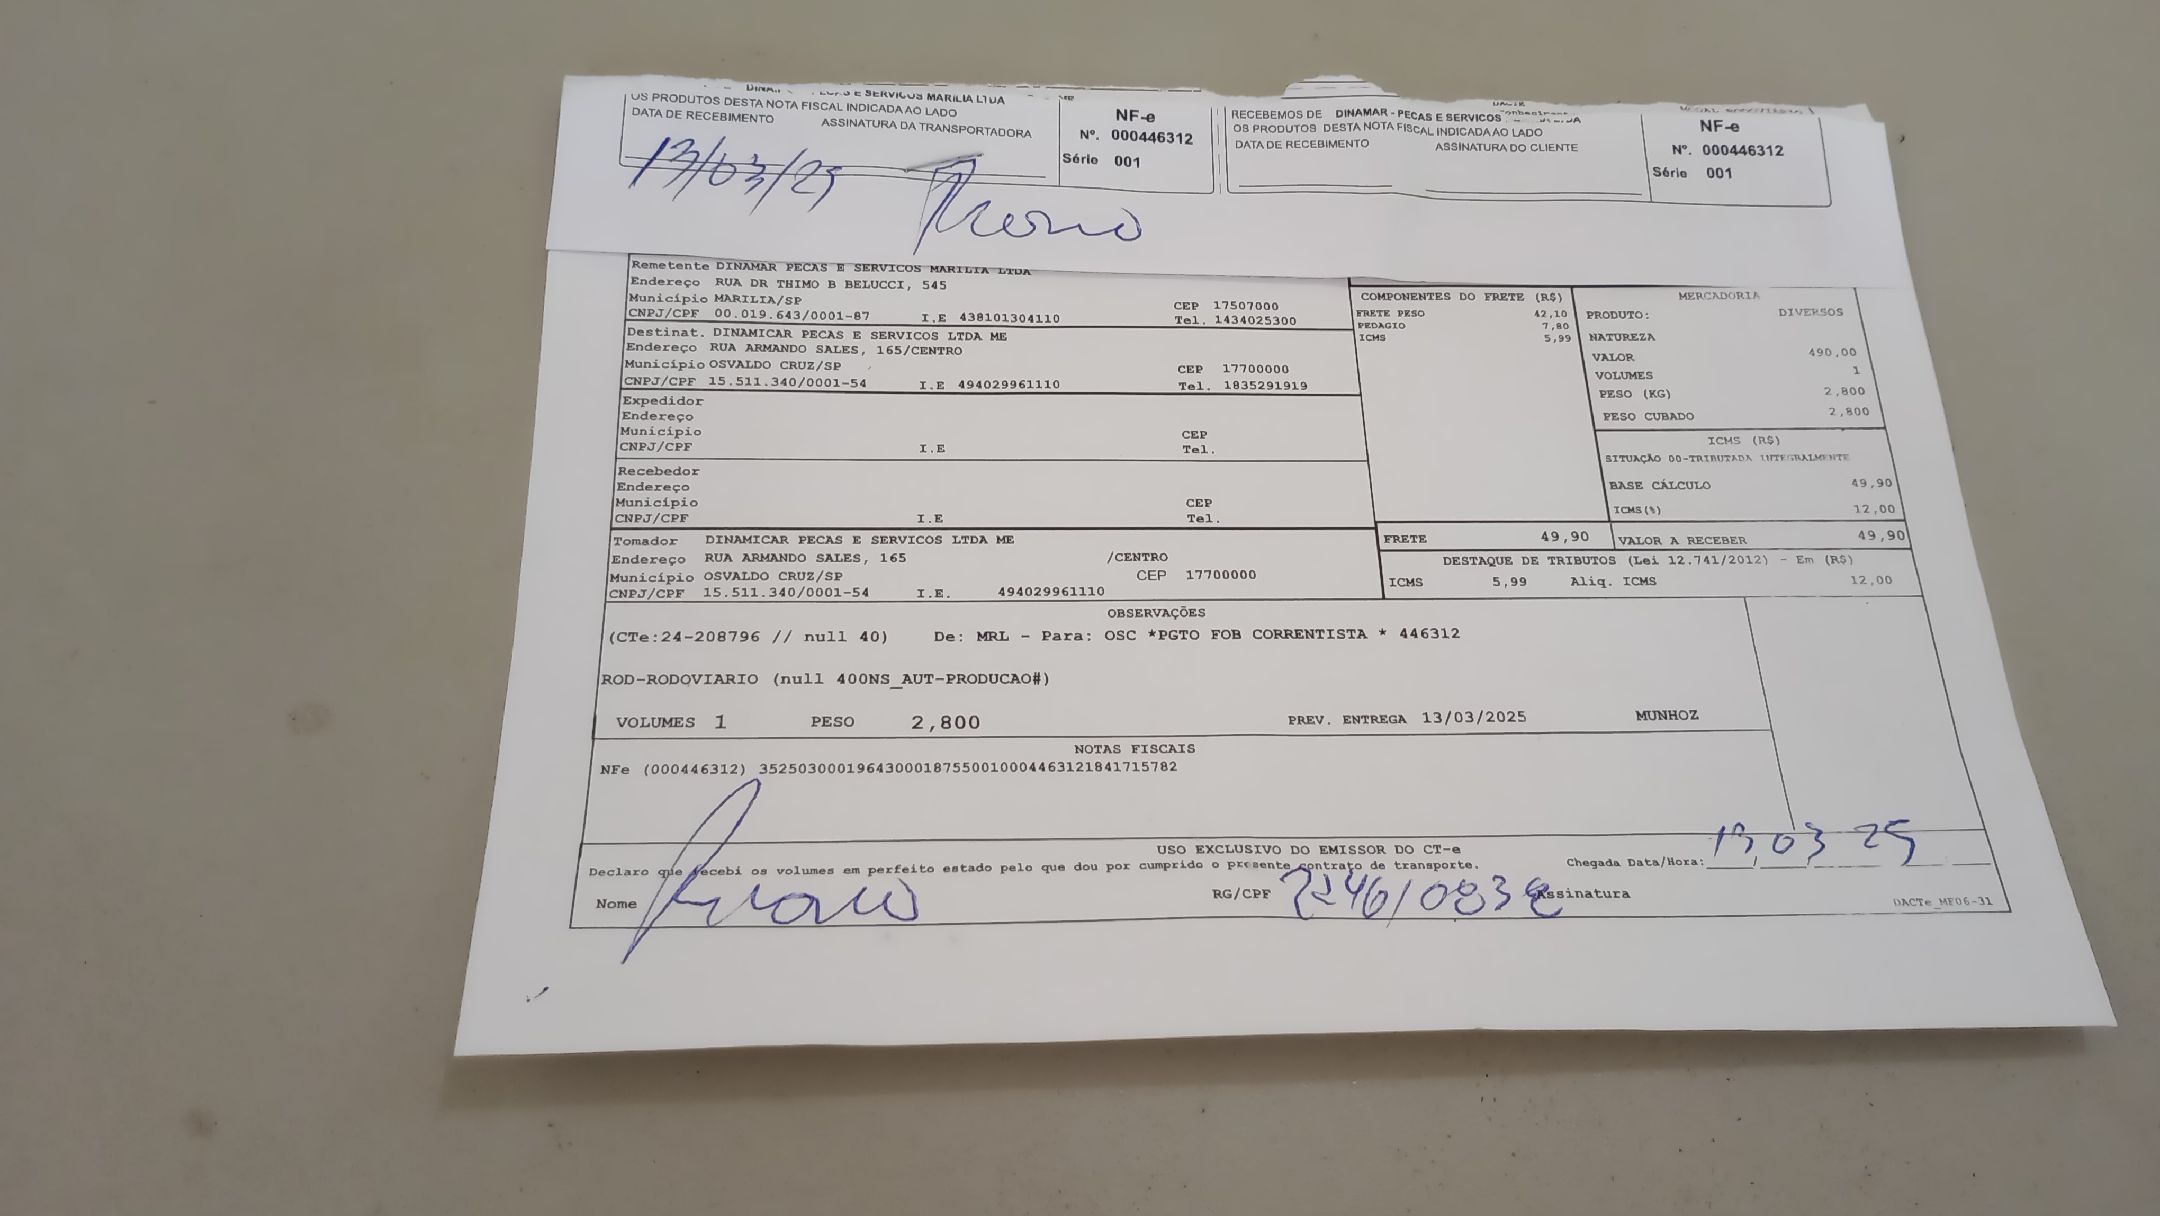 E SERVICOS MARILIA LTDA
OS PRODUTOS DESTA NOTA FISCAL INDICADA AO LADO
DATA DE RECEBIMENTO ASSINATURA DA TRANSPORTADORA
NF-e
Nº. 000446312
Série 001
13/03/25
RECEBEMOS DE DINAMAR - PECAS E SERVICOS
OS PRODUTOS DESTA NOTA FISCAL INDICADA AO LADO
DATA DE RECEBIMENTO ASSINATURA DO CLIENTE
NF-e
Nº. 000446312
Série 001
Remetente DINAMAR PECAS E SERVICOS MARILIA LTDA
Endereço RUA DR THIMO B BELUCCI, 545
Município MARILIA/SP CEP 17507000
CNPJ/CPF 00.019.643/0001-87 I.E 438101304110 Tel. 1434025300
Destinat. DINAMICAR PECAS E SERVICOS LTDA ME
Endereço RUA ARMANDO SALES, 165/CENTRO
Município OSVALDO CRUZ/SP CEP 17700000
CNPJ/CPF 15.511.340/0001-54 I.E 494029961110 Tel. 1835291919
Expedidor
Endereço
Município CEP
CNPJ/CPF I.E Tel.
Recebedor
Endereço
Município CEP
CNPJ/CPF I.E Tel.
Tomador DINAMICAR PECAS E SERVICOS LTDA ME
Endereço RUA ARMANDO SALES, 165 /CENTRO
Município OSVALDO CRUZ/SP CEP 17700000
CNPJ/CPF 15.511.340/0001-54 I.E. 494029961110
COMPONENTES DO FRETE (R$)
FRETE PESO 42,10
PEDAGIO 7,80
ICMS 5,99
MERCADORIA
PRODUTO: DIVERSOS
NATUREZA
VALOR 490,00
VOLUMES 1
PESO (KG) 2,800
PESO CUBADO 2,800
ICMS (R$)
SITUAÇÃO 00-TRIBUTADA INTEGRALMENTE
BASE CÁLCULO 49,90
ICMS(%) 12,00
FRETE 49,90 VALOR A RECEBER 49,90
DESTAQUE DE TRIBUTOS (Lei 12.741/2012) - Em (R$)
ICMS 5,99 Aliq. ICMS 12,00
OBSERVAÇÕES
(CTe:24-208796 // null 40) De: MRL - Para: OSC *PGTO FOB CORRENTISTA * 446312
ROD-RODOVIARIO (null 400NS_AUT-PRODUCAO#)
VOLUMES 1 PESO 2,800 PREV. ENTREGA 13/03/2025 MUNHOZ
NOTAS FISCAIS
NFe (000446312) 35250300019643000187550010004463121841715782
USO EXCLUSIVO DO EMISSOR DO CT-e
Declaro que recebi os volumes em perfeito estado pelo que dou por cumprido o presente contrato de transporte.
Chegada Data/Hora: 13 03 25
Nome RG/CPF Assinatura
DACTe_ME06-31